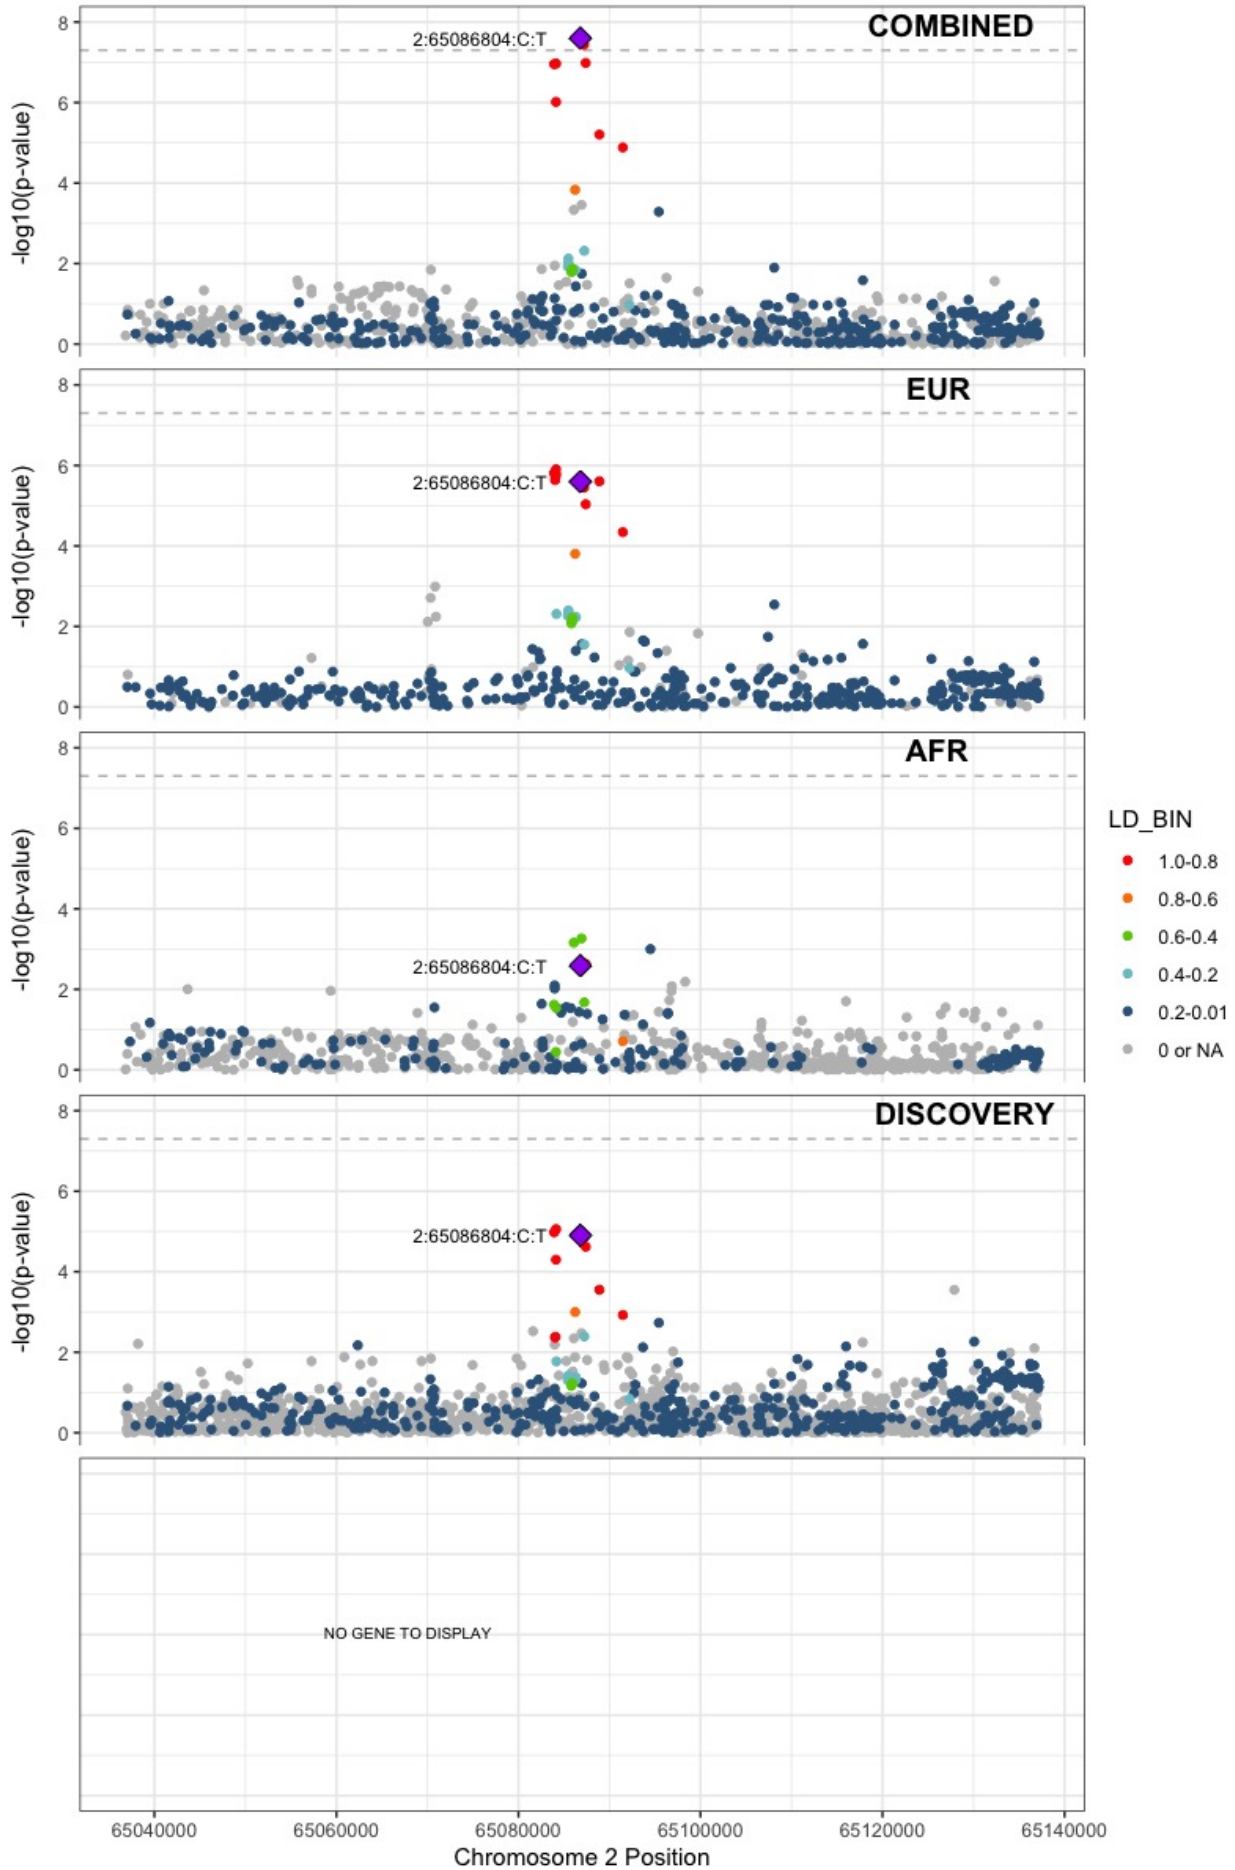 COMBINED
2:65086804:C:T
-log10(p-value)
8
6
4
2
0
EUR
2:65086804:C:T
-log10(p-value)
8
6
4
2
0
AFR
2:65086804:C:T
-log10(p-value)
8
6
4
2
0
LD_BIN
1.0-0.8
0.8-0.6
0.6-0.4
0.4-0.2
0.2-0.01
0 or NA
DISCOVERY
2:65086804:C:T
-log10(p-value)
8
6
4
2
0
NO GENE TO DISPLAY
65040000 65060000 65080000 65100000 65120000 65140000
Chromosome 2 Position